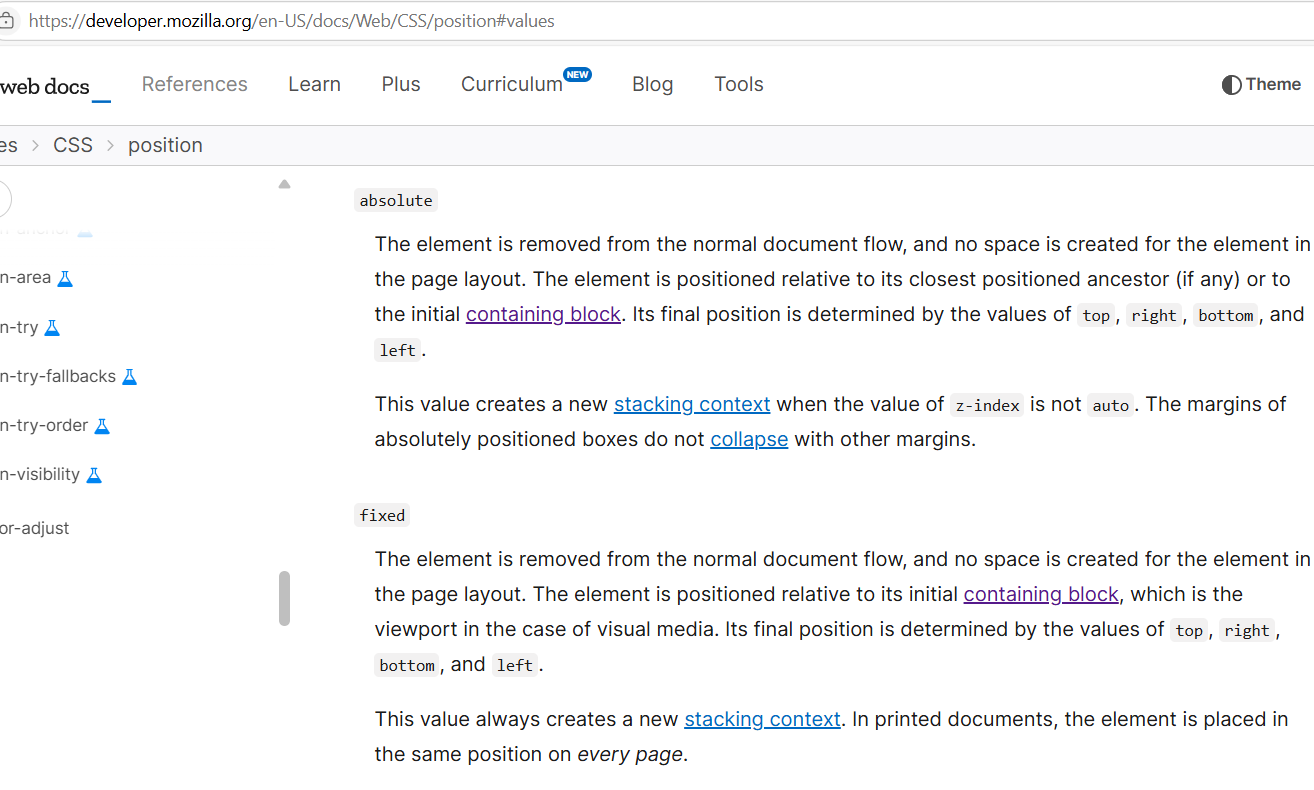 https://developer.mozilla.org/en-US/docs/Web/CSS/position#values
web docs
References Learn Plus Curriculum NEW Blog Tools Theme
es > CSS > position
n-area
n-try
n-try-fallbacks
n-try-order
n-visibility
or-adjust
absolute
The element is removed from the normal document flow, and no space is created for the element in
the page layout. The element is positioned relative to its closest positioned ancestor (if any) or to
the initial containing block. Its final position is determined by the values of top, right, bottom, and
left.
This value creates a new stacking context when the value of z-index is not auto. The margins of
absolutely positioned boxes do not collapse with other margins.
fixed
The element is removed from the normal document flow, and no space is created for the element in
the page layout. The element is positioned relative to its initial containing block, which is the
viewport in the case of visual media. Its final position is determined by the values of top, right,
bottom, and left.
This value always creates a new stacking context. In printed documents, the element is placed in
the same position on every page.